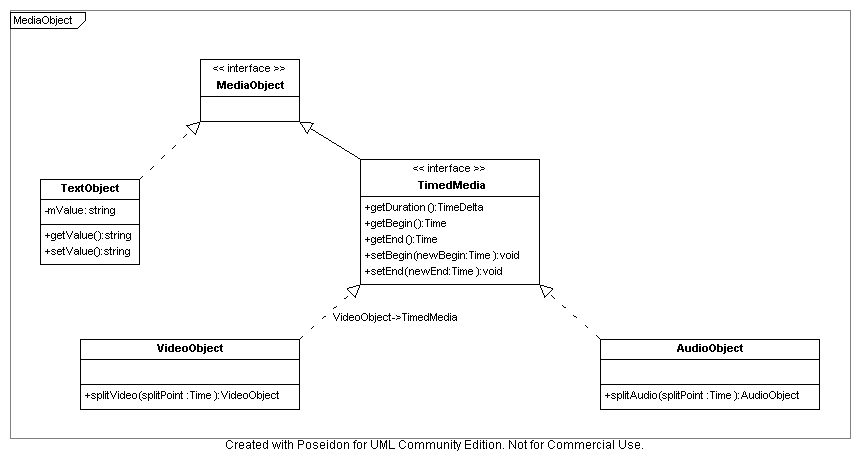 MediaObject
<< interface >>
MediaObject
TextObject
-mValue: string
+getValue():string
+setValue():string
<< interface >>
TimedMedia
+getDuration():TimeDelta
+getBegin():Time
+getEnd():Time
+setBegin(newBegin:Time):void
+setEnd(newEnd:Time):void
VideoObject->TimedMedia
VideoObject
+splitVideo(splitPoint:Time):VideoObject
AudioObject
+splitAudio(splitPoint:Time):AudioObject
Created with Poseidon for UML Community Edition. Not for Commercial Use.